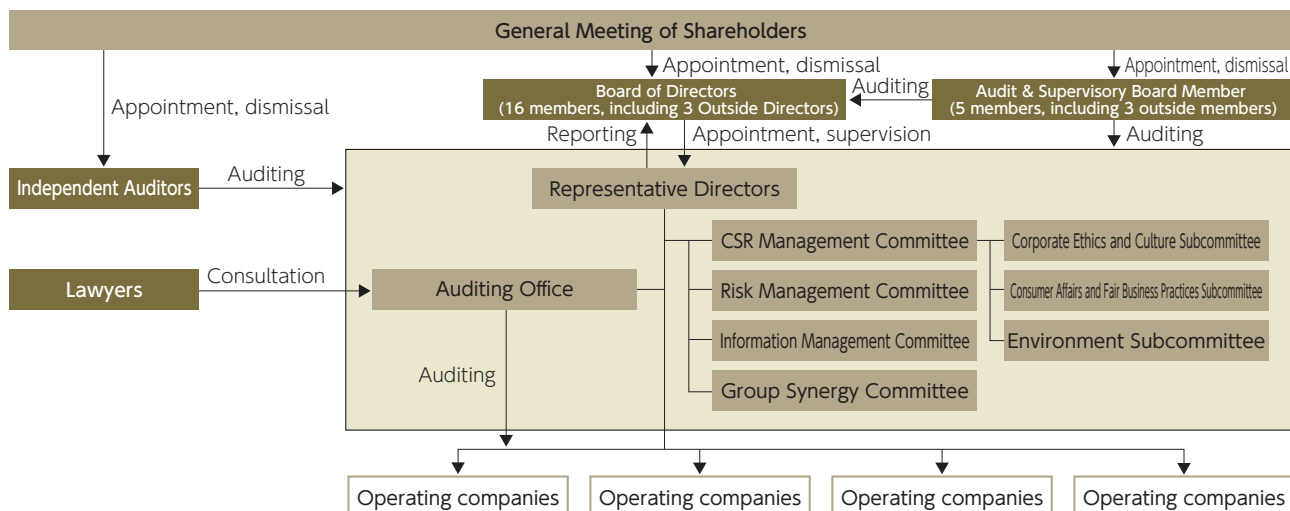 General Meeting of Shareholders
Appointment, dismissal
Appointment, dismissal
Appointment, dismissal
Board of Directors
(16 members, including 3 Outside Directors)
Auditing
Audit & Supervisory Board Member
(5 members, including 3 outside members)
Reporting
Appointment, supervision
Auditing
Independent Auditors
Auditing
Representative Directors
CSR Management Committee
Corporate Ethics and Culture Subcommittee
Lawyers
Consultation
Auditing Office
Risk Management Committee
Consumer Affairs and Fair Business Practices Subcommittee
Information Management Committee
Environment Subcommittee
Auditing
Group Synergy Committee
Operating companies
Operating companies
Operating companies
Operating companies